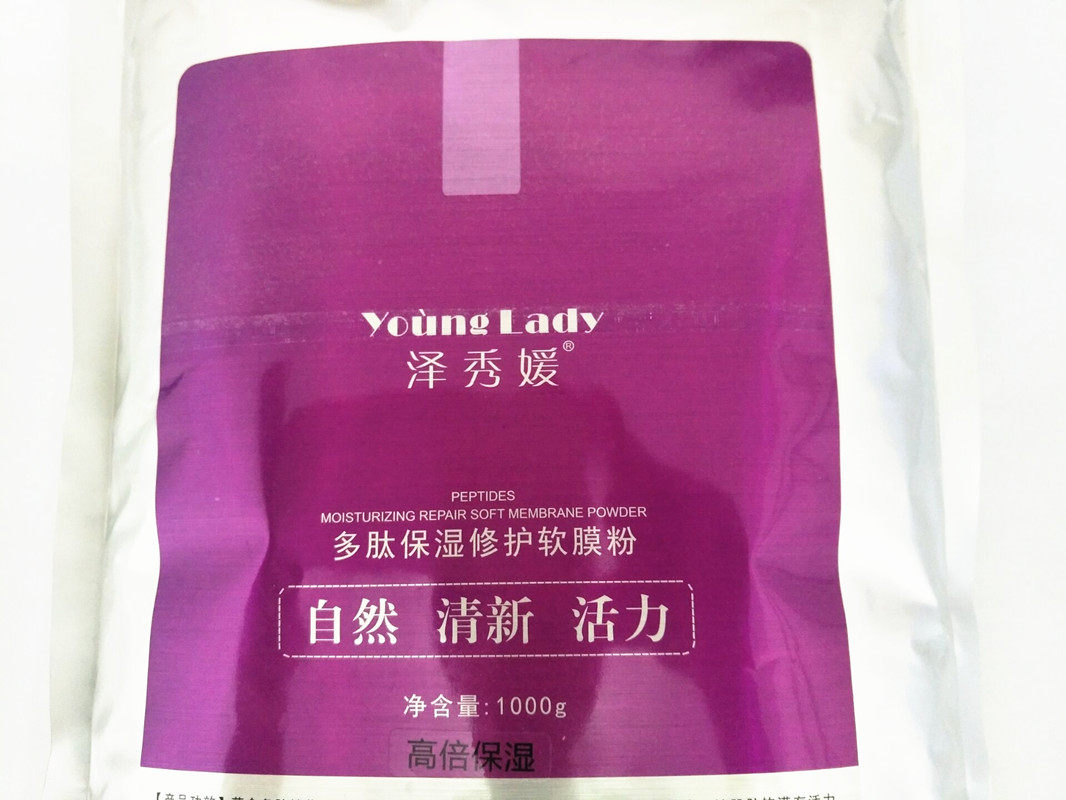 Yoùng Lady
泽秀媛®
PEPTIDES
MOISTURIZING REPAIR SOFT MEMBRANE POWDER
多肽保湿修护软膜粉
自然 清新 活力
净含量:1000g
高倍保湿